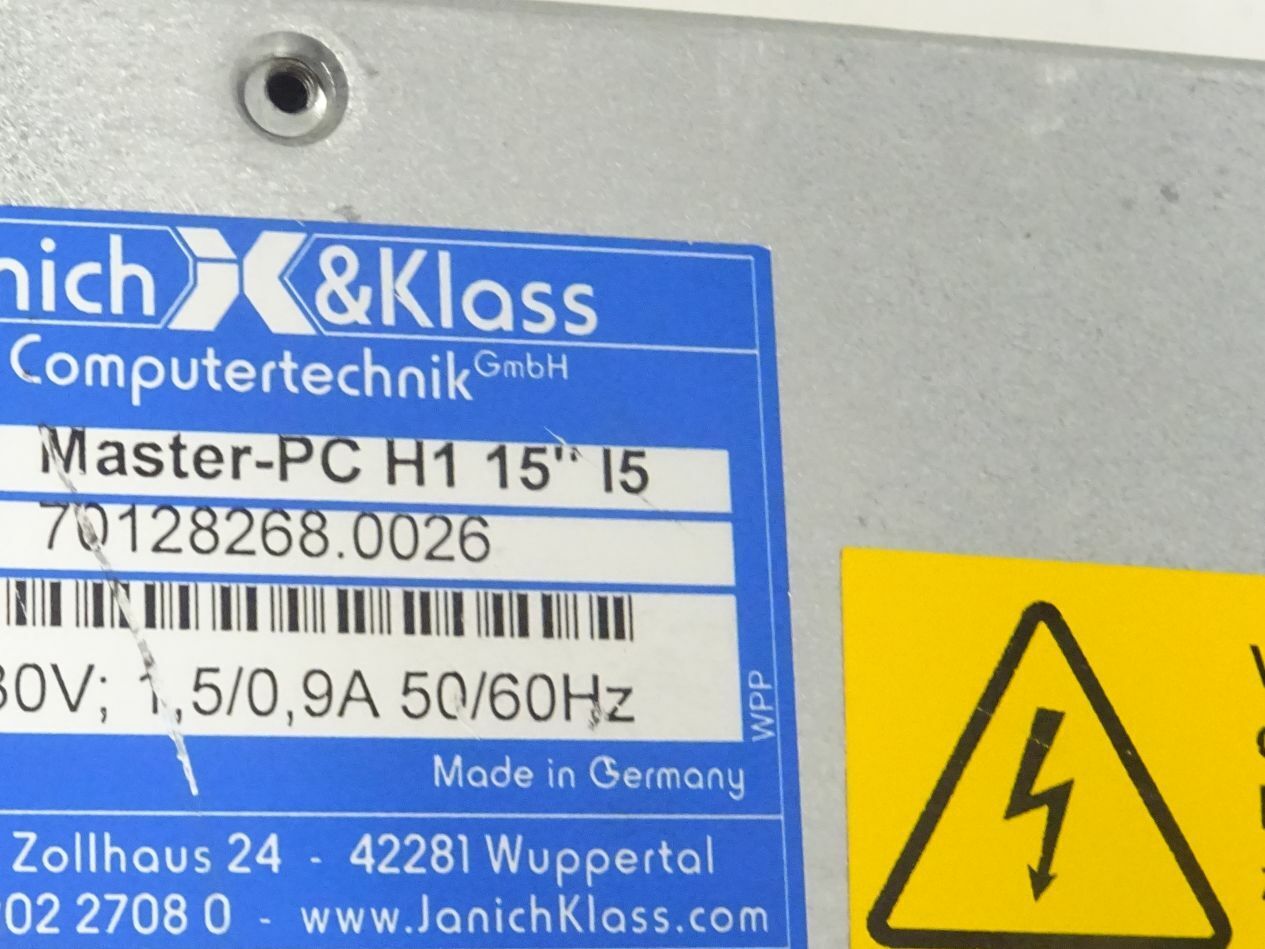 nich &Klass
Computertechnik GmbH
Master-PC H1 15" I5
70128268.0026
30V; 1,5/0,9A 50/60Hz
WPP
Made in Germany
Zollhaus 24 - 42281 Wuppertal
02 2708 0 - www.JanichKlass.com